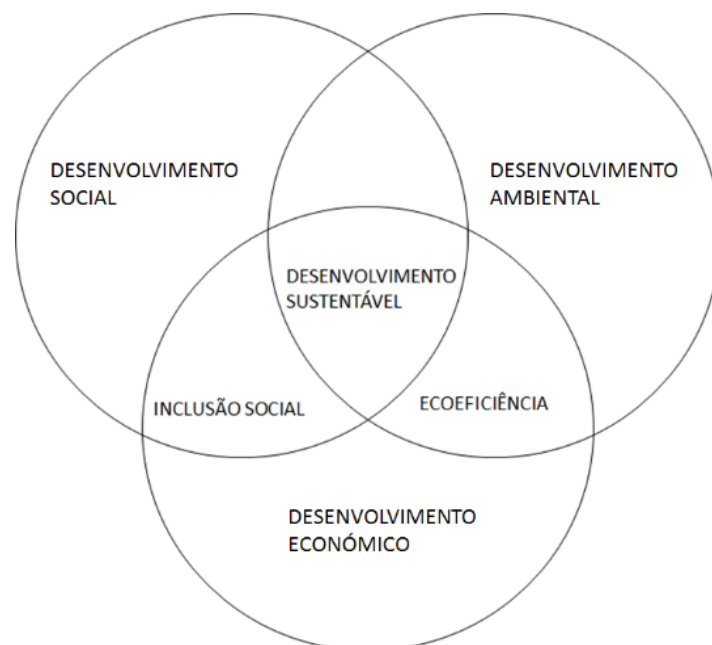 DESENVOLVIMENTO
SOCIAL
DESENVOLVIMENTO
AMBIENTAL
DESENVOLVIMENTO
SUSTENTÁVEL
INCLUSÃO SOCIAL
ECOEFICIÊNCIA
DESENVOLVIMENTO
ECONÓMICO